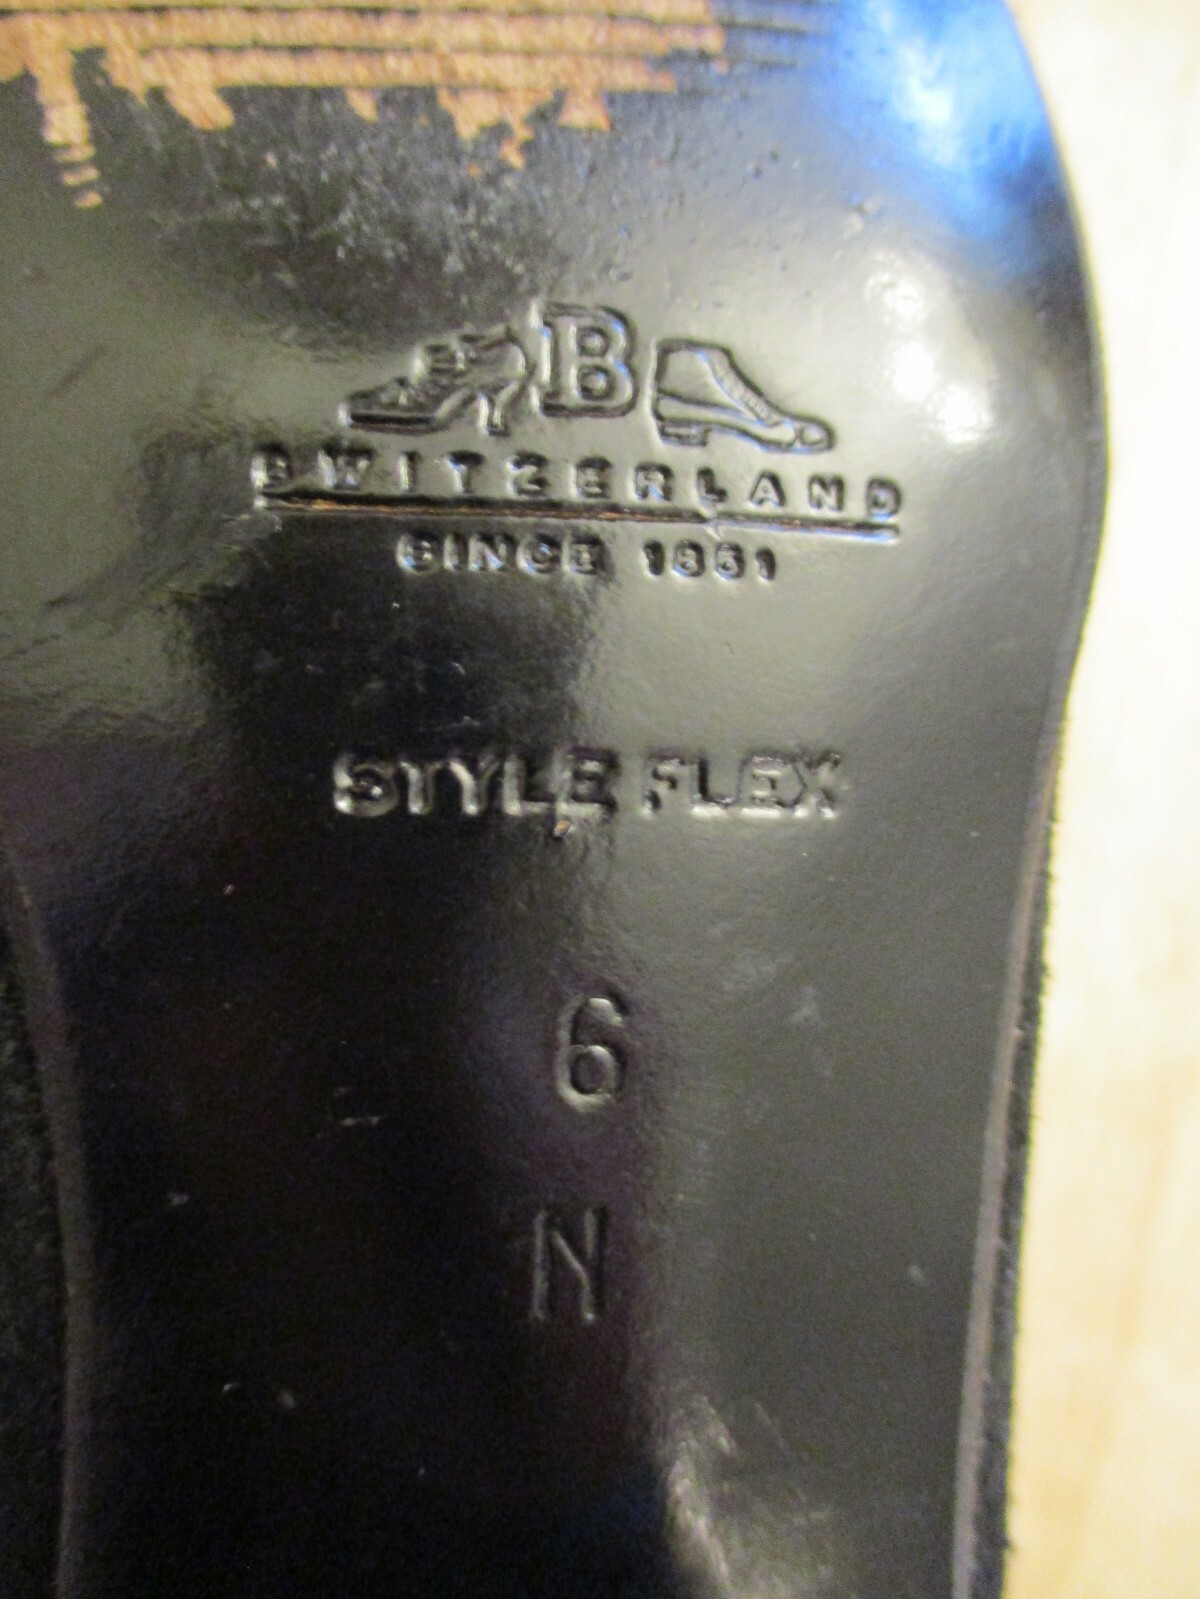 B
SWITZERLAND
SINCE 1851
STYLE FLEX
6
N